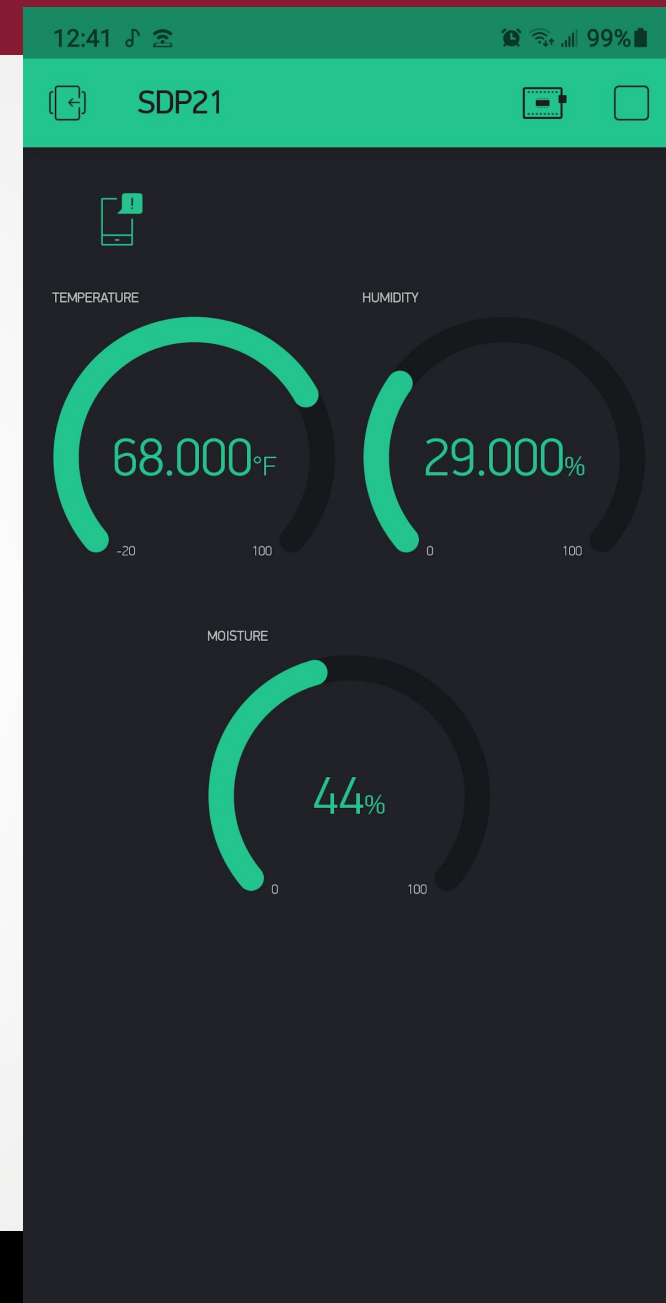 12:41 99%
SDP21
!
TEMPERATURE HUMIDITY
68.000°F 29.000%
-20 100 0 100
MOISTURE
44%
0 100